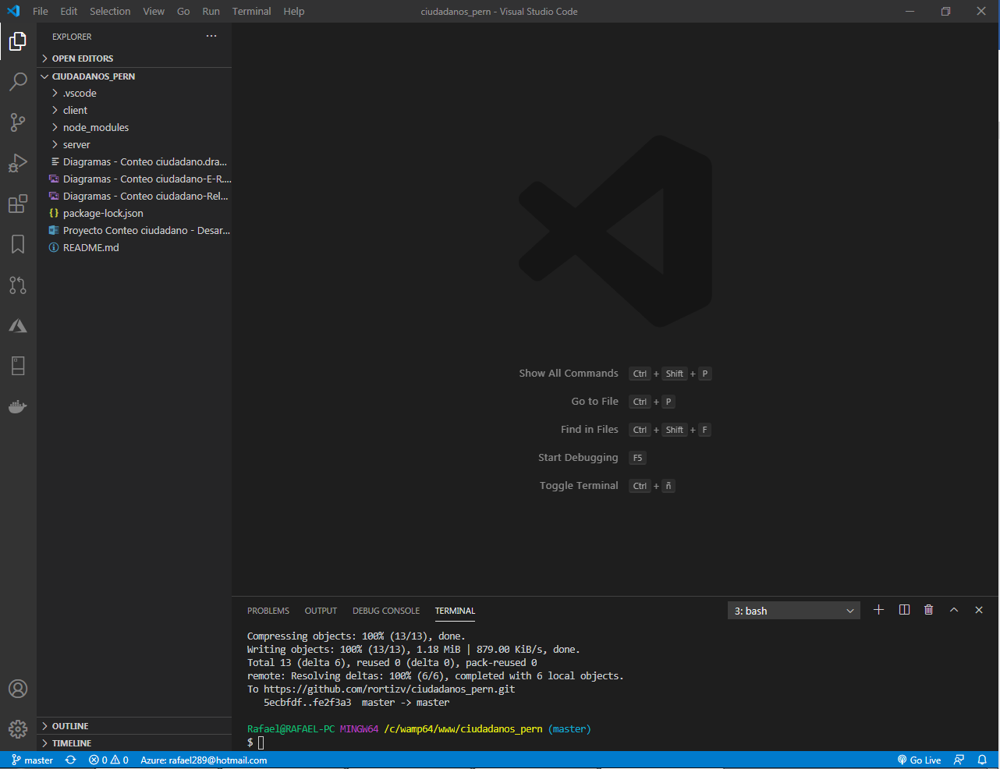 File Edit Selection View Go Run Terminal Help
ciudadanos_pern - Visual Studio Code
EXPLORER
OPEN EDITORS
CIUDADANOS_PERN
.vscode
client
node_modules
server
Diagramas - Conteo ciudadano.dra...
Diagramas - Conteo ciudadano-E-R....
Diagramas - Conteo ciudadano-Rel...
{} package-lock.json
Proyecto Conteo ciudadano - Desar...
README.md
Show All Commands Ctrl + Shift + P
Go to File Ctrl + P
Find in Files Ctrl + Shift + F
Start Debugging F5
Toggle Terminal Ctrl + ñ
PROBLEMS OUTPUT DEBUG CONSOLE TERMINAL
3: bash
Compressing objects: 100% (13/13), done.
Writing objects: 100% (13/13), 1.18 MiB | 879.00 KiB/s, done.
Total 13 (delta 6), reused 0 (delta 0), pack-reused 0
remote: Resolving deltas: 100% (6/6), completed with 6 local objects.
To https://github.com/rortizv/ciudadanos_pern.git
5ecbfdf..fe2f3a3 master -> master
Rafael@RAFAEL-PC MINGW64 /c/wamp64/www/ciudadanos_pern (master)
$
OUTLINE
TIMELINE
master 0 0 Azure: rafael289@hotmail.com Go Live